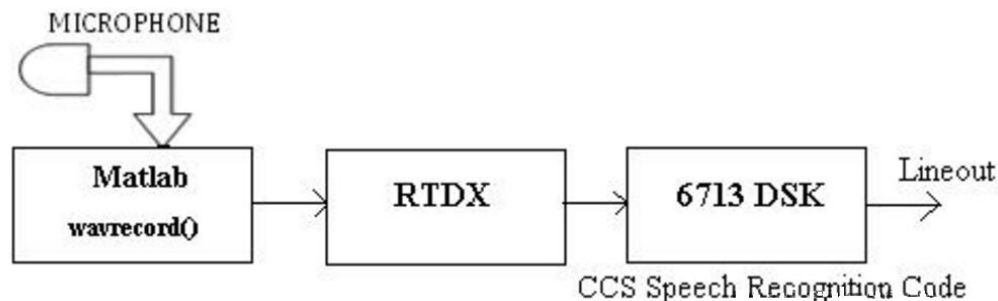 MICROPHONE
Matlab
wavrecord()
RTDX
6713 DSK
Lineout
CCS Speech Recognition Code